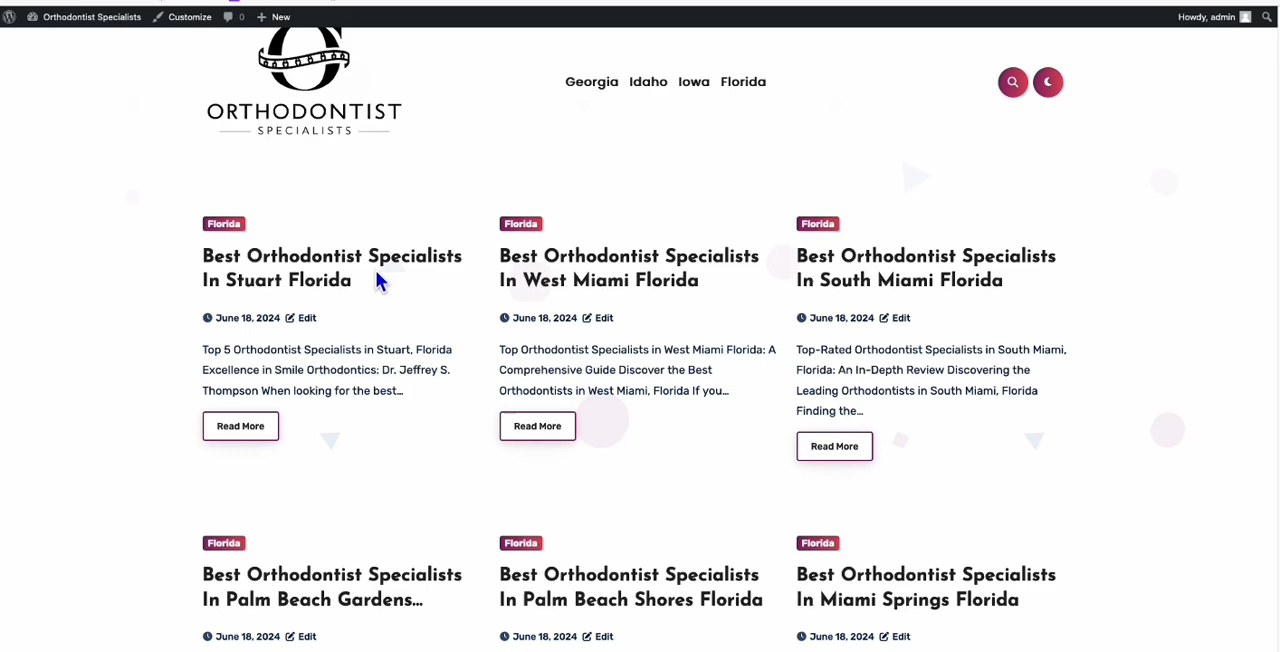 Orthodontist Specialists
Customize
0
New
Howdy, admin
ORTHODONTIST
SPECIALISTS
Georgia
Idaho
Iowa
Florida
Florida
Best Orthodontist Specialists
In Stuart Florida
June 18, 2024
Edit
Top 5 Orthodontist Specialists in Stuart, Florida
Excellence in Smile Orthodontics: Dr. Jeffrey S.
Thompson When looking for the best...
Read More
Florida
Best Orthodontist Specialists
In West Miami Florida
June 18, 2024
Edit
Top Orthodontist Specialists in West Miami Florida: A
Comprehensive Guide Discover the Best
Orthodontists in West Miami, Florida If you...
Read More
Florida
Best Orthodontist Specialists
In South Miami Florida
June 18, 2024
Edit
Top-Rated Orthodontist Specialists in South Miami,
Florida: An In-Depth Review Discovering the
Leading Orthodontists in South Miami, Florida
Finding the...
Read More
Florida
Best Orthodontist Specialists
In Palm Beach Gardens...
June 18, 2024
Edit
Florida
Best Orthodontist Specialists
In Palm Beach Shores Florida
June 18, 2024
Edit
Florida
Best Orthodontist Specialists
In Miami Springs Florida
June 18, 2024
Edit